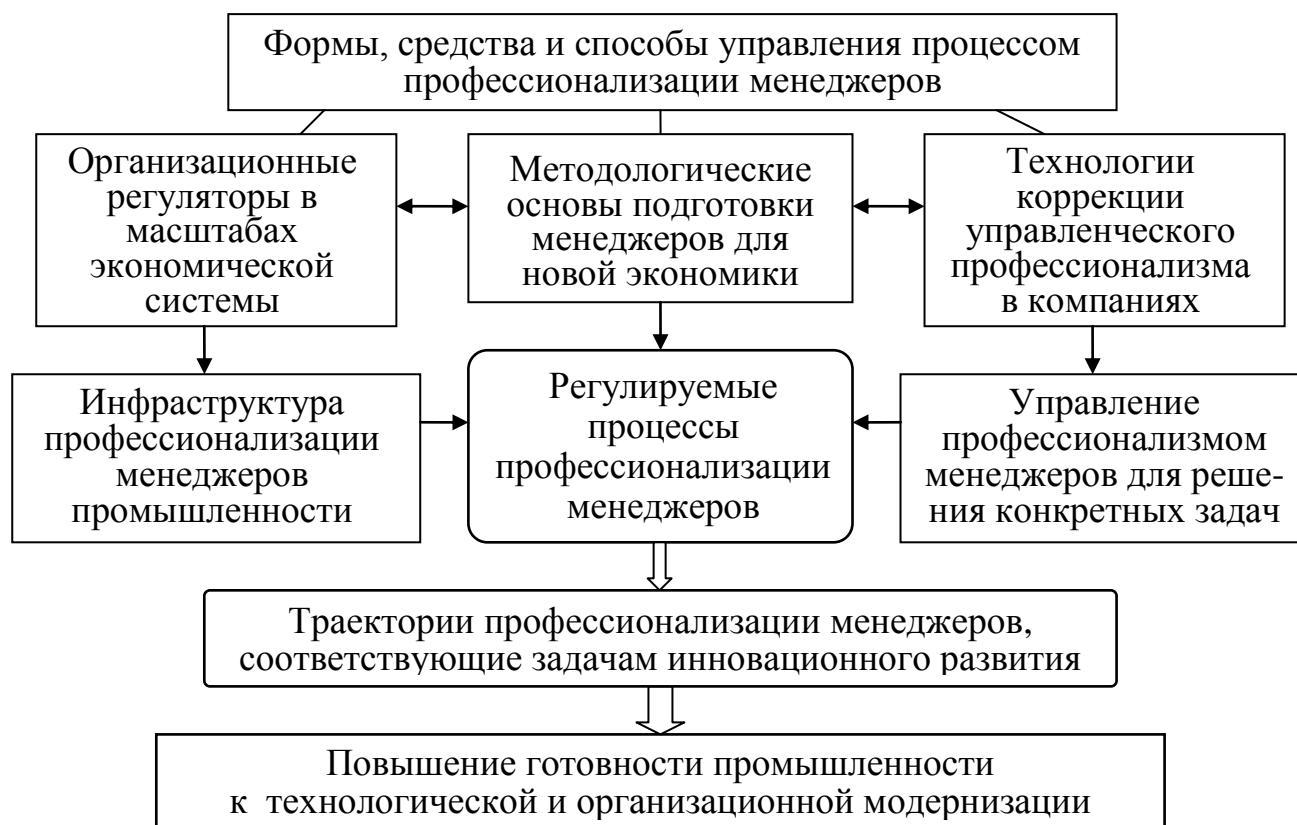 Формы, средства и способы управления процессом
профессионализации менеджеров
Организационные
регуляторы в
масштабах
экономической
системы
Методологические
основы подготовки
менеджеров для
новой экономики
Технологии
коррекции
управленческого
профессионализма
в компаниях
Инфраструктура
профессионализации
менеджеров
промышленности
Регулируемые
процессы
профессионализации
менеджеров
Управление
профессионализмом
менеджеров для реше-
ния конкретных задач
Траектории профессионализации менеджеров,
соответствующие задачам инновационного развития
Повышение готовности промышленности
к технологической и организационной модернизации